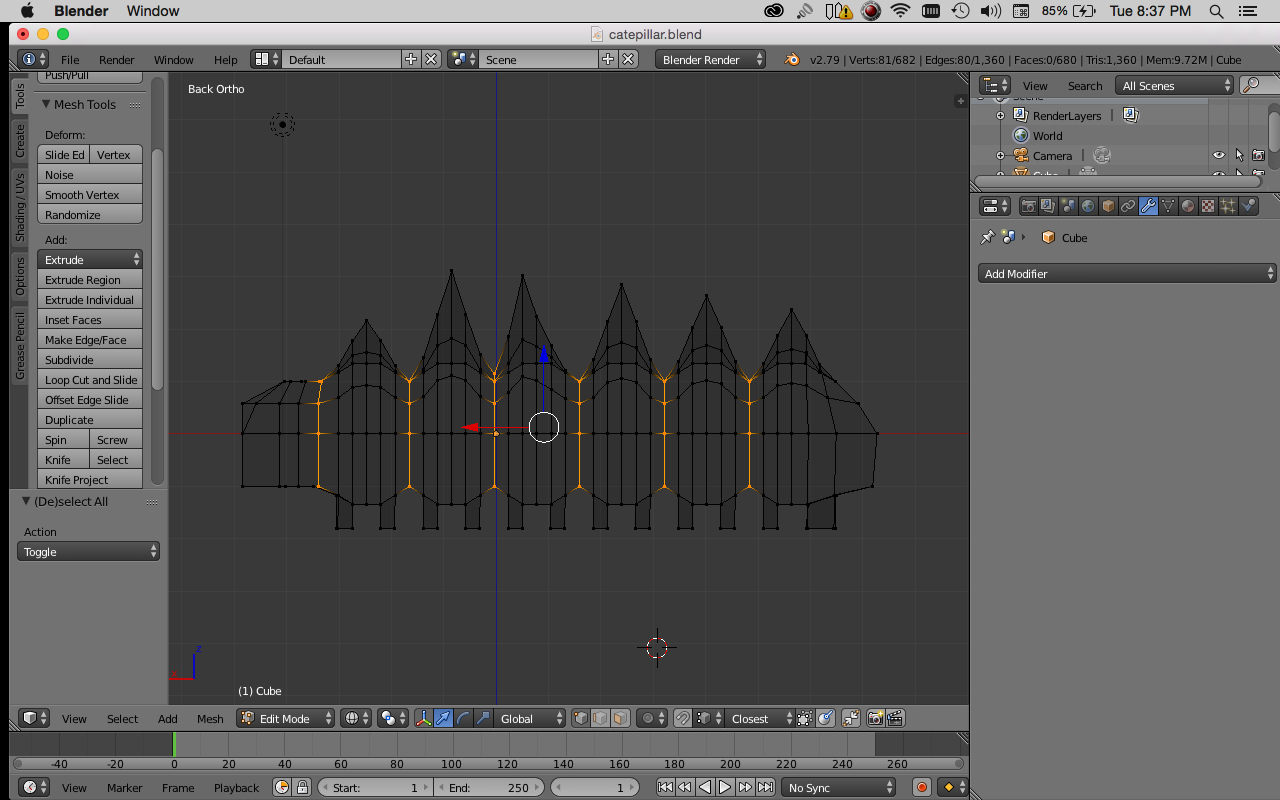 Blender Window 85% Tue 8:37 PM
catepillar.blend
File Render Window Help Default Scene Blender Render v2.79 | Verts:81/682 | Edges:80/1,360 | Faces:0/680 | Tris:1,360 | Mem:9.72M | Cube
Push/Pull
Mesh Tools
Deform:
Slide Ed Vertex
Noise
Smooth Vertex
Randomize
Add:
Extrude
Extrude Region
Extrude Individual
Inset Faces
Make Edge/Face
Subdivide
Loop Cut and Slide
Offset Edge Slide
Duplicate
Spin Screw
Knife Select
Knife Project
Tools
Create
Shading / UVs
Options
Grease Pencil
(De)select All
Action
Toggle
Back Ortho
z
(1) Cube
View Search All Scenes
Scene
RenderLayers
World
Camera
Cube
Cube
Add Modifier
View Select Add Mesh Edit Mode Global Closest
-40 -20 0 20 40 60 80 100 120 140 160 180 200 220 240 260
View Marker Frame Playback Start: 1 End: 250 1 No Sync